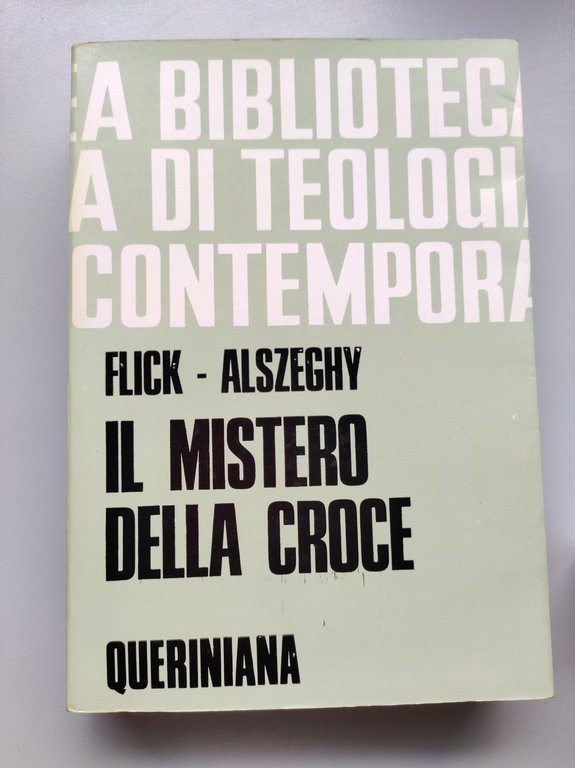 A BIBLIOTECA
A DI TEOLOGIA
CONTEMPORA
FLICK - ALSZEGHY
IL MISTERO
DELLA CROCE
QUERINIANA